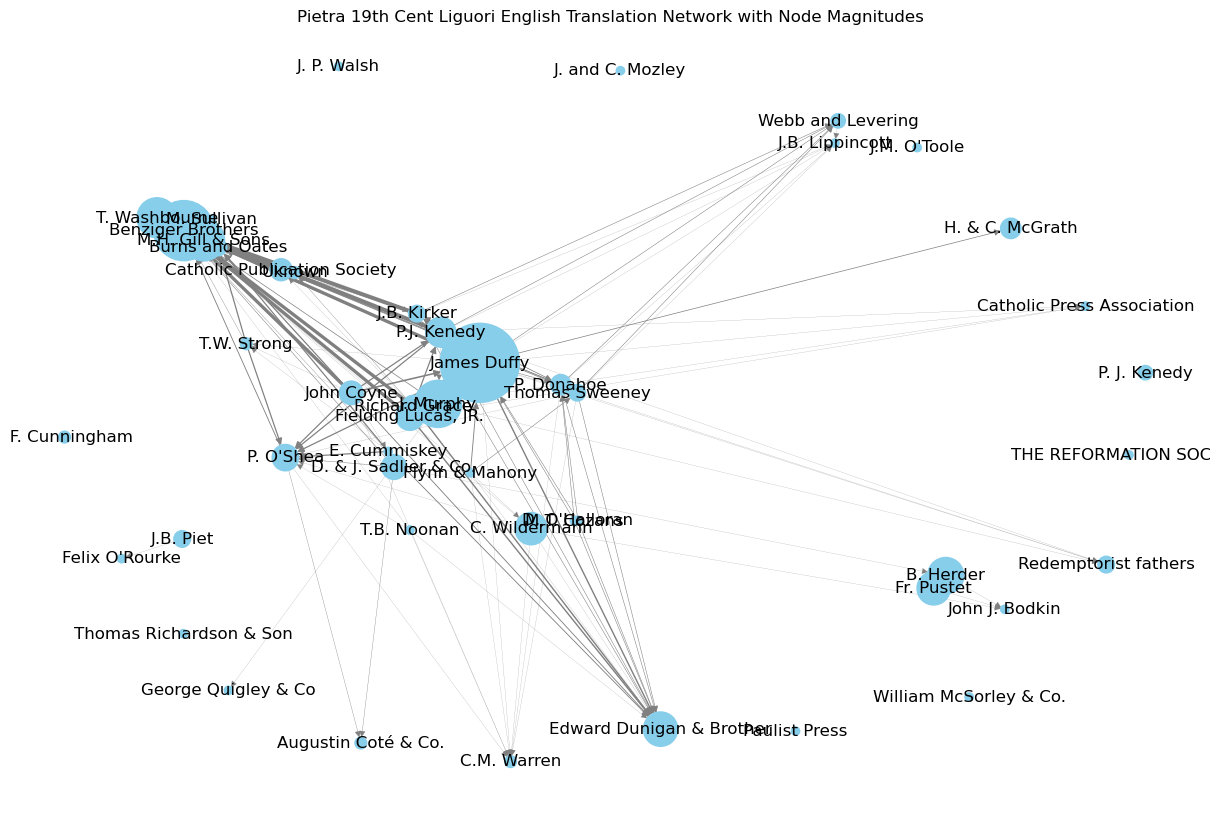 Pietra 19th Cent Liguori English Translation Network with Node Magnitudes
J. P. Walsh
J. and C. Mozley
Webb and Levering
J.B. Lippincott
J.M. O'Toole
T. Washbourne
M. Sullivan
Benziger Brothers
M.H. Gill & Sons
Burns and Oates
H. & C. McGrath
Catholic Publication Society
Uknown
Catholic Press Association
J.B. Kirker
P.J. Kenedy
T.W. Strong
James Duffy
P. J. Kenedy
P. Donahoe
Thomas Sweeney
John Coyne
Richard Grace
J. Murphy
Fielding Lucas, JR.
F. Cunningham
E. Cummiskey
P. O'Shea
D. & J. Sadlier & Co.
Flynn & Mahony
THE REFORMATION SOC
D. O'Halloran
C. Wildermann
T.B. Noonan
J.B. Piet
Felix O'Rourke
Redemptorist fathers
B. Herder
Fr. Pustet
John J. Bodkin
Thomas Richardson & Son
George Quigley & Co
William McSorley & Co.
Edward Dunigan & Brother
Paulist Press
Augustin Coté & Co.
C.M. Warren